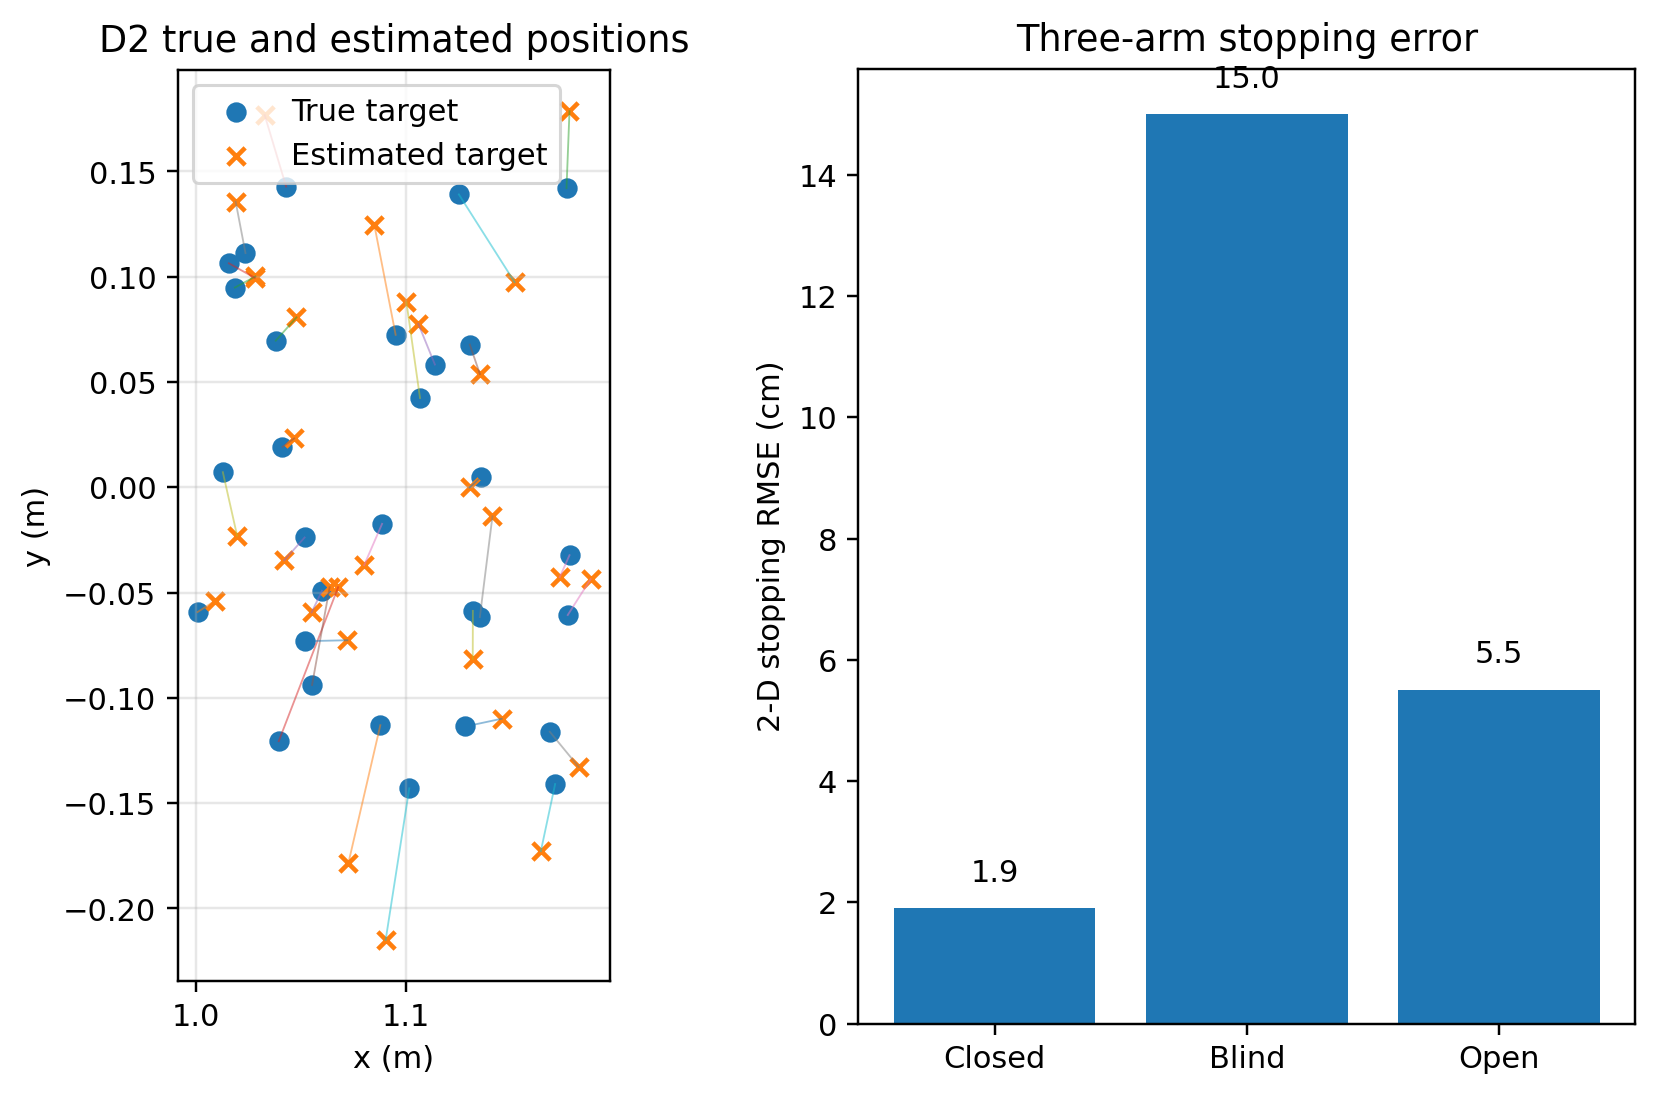 D2 true and estimated positions
True target
Estimated target
0.15
0.10
0.05
0.00
−0.05
−0.10
−0.15
−0.20
y (m)
1.0
1.1
x (m)
Three-arm stopping error
15.0
1.9
5.5
14
12
10
8
6
4
2
0
2-D stopping RMSE (cm)
Closed
Blind
Open